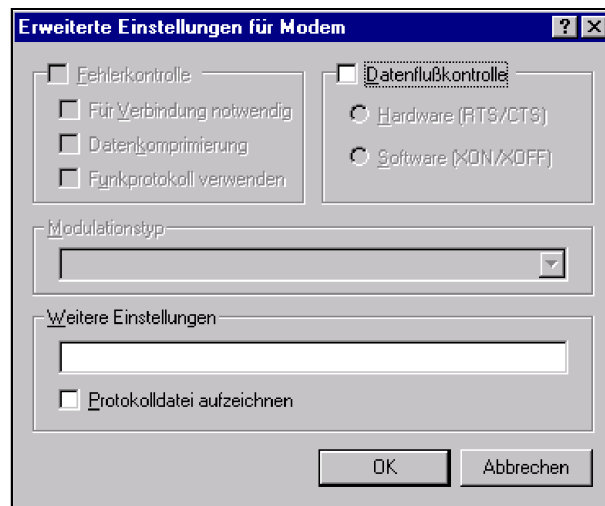 Erweiterte Einstellungen für Modem
Fehlerkontrolle
Für Verbindung notwendig
Datenkomprimierung
Funkprotokoll verwenden
Datenflußkontrolle
Hardware (RTS/CTS)
Software (XON/XOFF)
Modulationstyp
Weitere Einstellungen
Protokolldatei aufzeichnen
OK
Abbrechen